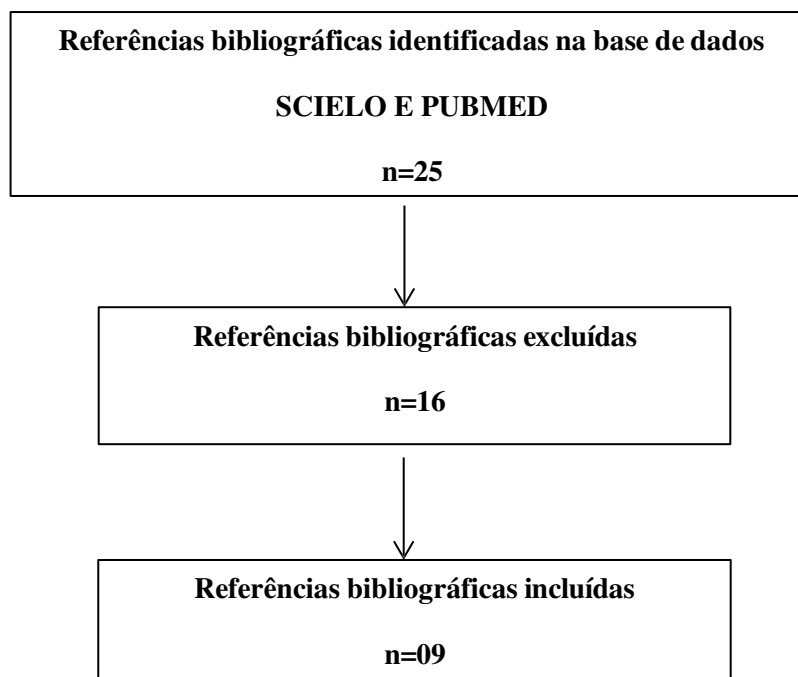 Referências bibliográficas identificadas na base de dados
SCIELO E PUBMED
n=25
Referências bibliográficas excluídas
n=16
Referências bibliográficas incluídas
n=09